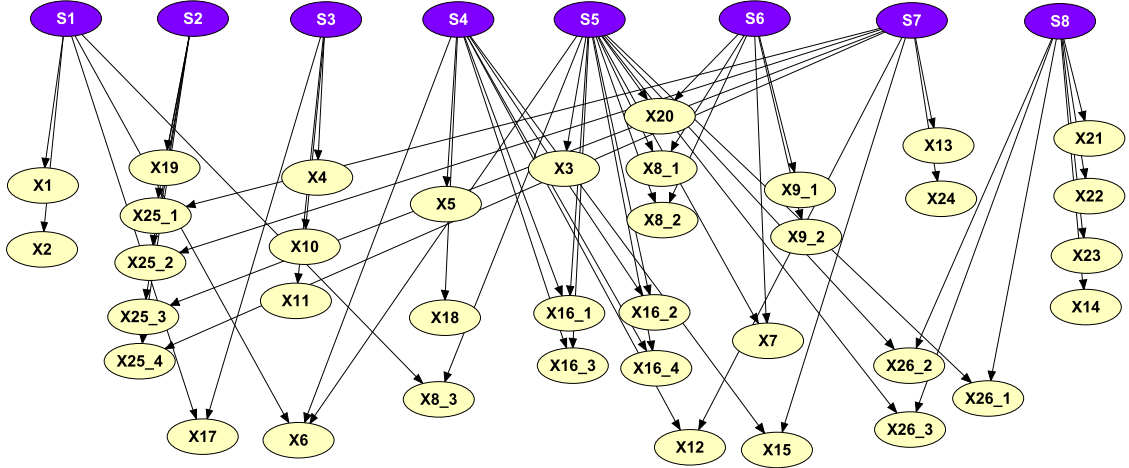 S1
S2
S3
S4
S5
S6
S7
S8
X20
X21
X13
X19
X3
X8_1
X4
X1
X9_1
X22
X24
X5
X25_1
X8_2
X9_2
X2
X10
X25_2
X23
X11
X14
X25_3
X18
X16_1
X16_2
X7
X25_4
X16_3
X16_4
X26_2
X8_3
X26_1
X17
X6
X26_3
X12
X15